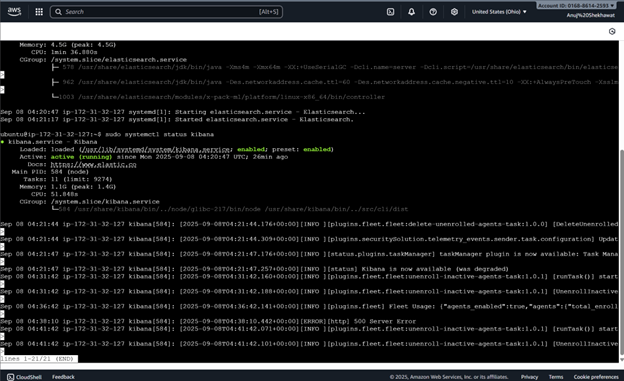 aws
Search
[Alt+S]
United States (Ohio)
Account ID: 0168-8614-2593
Anuj%20Shekhawat
Memory: 4.5G (peak: 4.5G)
CPU: 1min 36.880s
CGroup: /system.slice/elasticsearch.service
├─ 578 /usr/share/elasticsearch/jdk/bin/java -Xms4m -Xmx64m -XX:+UseSerialGC -Dcli.name=server -Dcli.script=/usr/share/elasticsearch/bin/elasticse
>
├─ 962 /usr/share/elasticsearch/jdk/bin/java -Des.networkaddress.cache.ttl=60 -Des.networkaddress.cache.negative.ttl=10 -XX:+AlwaysPreTouch
>
└─1003 /usr/share/elasticsearch/modules/x-pack-ml/platform/linux-x86_64/bin/controller
Sep 08 04:20:47 ip-172-31-32-127 systemd[1]: Starting elasticsearch.service - Elasticsearch...
Sep 08 04:21:17 ip-172-31-32-127 systemd[1]: Started elasticsearch.service - Elasticsearch.
ubuntu@ip-172-31-32-127:~$ sudo systemctl status kibana
● kibana.service - Kibana
Loaded: loaded (/usr/lib/systemd/system/kibana.service; enabled; preset: enabled)
Active: active (running) since Mon 2025-09-08 04:20:47 UTC; 26min ago
Docs: https://www.elastic.co
Main PID: 584 (node)
Tasks: 11 (limit: 9274)
Memory: 1.1G (peak: 1.4G)
CPU: 51.848s
CGroup: /system.slice/kibana.service
└─584 /usr/share/kibana/bin/../node/glibc-217/bin/node /usr/share/kibana/bin/../src/cli/dist
Sep 08 04:21:44 ip-172-31-32-127 kibana[584]: [2025-09-08T04:21:44.176+00:00][INFO ][plugins.fleet.fleet:delete-unenrolled-agents-task:1.0.0] [DeleteUnenrolled
>
Sep 08 04:21:44 ip-172-31-32-127 kibana[584]: [2025-09-08T04:21:44.309+00:00][INFO ][plugins.securitySolution.telemetry_events.sender.task.configuration] Updat
>
Sep 08 04:21:47 ip-172-31-32-127 kibana[584]: [2025-09-08T04:21:47.176+00:00][INFO ][status.plugins.taskManager] taskManager plugin is now available: Task Mana
>
Sep 08 04:21:47 ip-172-31-32-127 kibana[584]: [2025-09-08T04:21:47.257+00:00][INFO ][status] Kibana is now available (was degraded)
Sep 08 04:31:42 ip-172-31-32-127 kibana[584]: [2025-09-08T04:31:42.160+00:00][INFO ][plugins.fleet.fleet:unenroll-inactive-agents-task:1.0.1] [runTask()] start
>
Sep 08 04:31:42 ip-172-31-32-127 kibana[584]: [2025-09-08T04:31:42.188+00:00][INFO ][plugins.fleet.fleet:unenroll-inactive-agents-task:1.0.1] [UnenrollInactive
>
Sep 08 04:36:42 ip-172-31-32-127 kibana[584]: [2025-09-08T04:36:42.141+00:00][INFO ][plugins.fleet] Fleet Usage: {"agents_enabled":true,"agents":{"total_enroll
>
Sep 08 04:38:10 ip-172-31-32-127 kibana[584]: [2025-09-08T04:38:10.442+00:00][ERROR][http] 500 Server Error
Sep 08 04:41:42 ip-172-31-32-127 kibana[584]: [2025-09-08T04:41:42.071+00:00][INFO ][plugins.fleet.fleet:unenroll-inactive-agents-task:1.0.1] [runTask()] start
>
Sep 08 04:41:42 ip-172-31-32-127 kibana[584]: [2025-09-08T04:41:42.101+00:00][INFO ][plugins.fleet.fleet:unenroll-inactive-agents-task:1.0.1] [UnenrollInactive
>
lines 1-21/21 (END)
CloudShell
Feedback
© 2025, Amazon Web Services, Inc. or its affiliates.
Privacy
Terms
Cookie preferences